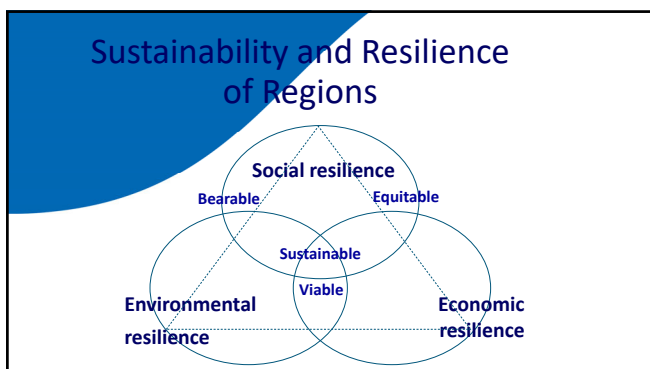 Sustainability and Resilience
of Regions
Social resilience
Bearable
Equitable
Sustainable
Viable
Environmental
resilience
Economic
resilience